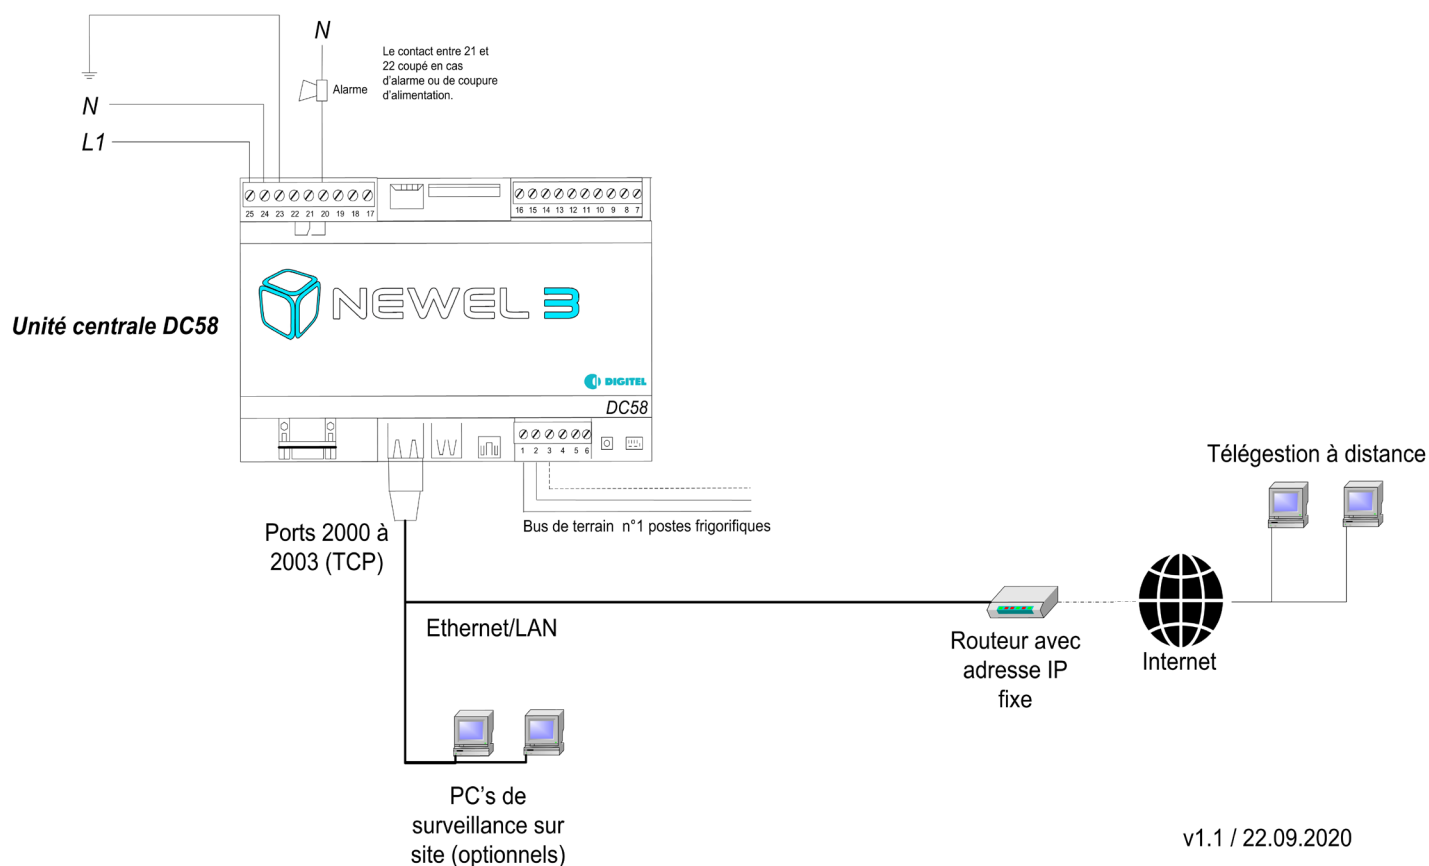 N
Le contact entre 21 et
22 coupé en cas
d'alarme ou de coupure
d'alimentation.
Alarme
N
L1
25 24 23 22 21 20 19 18 17
16 15 14 13 12 11 10 9 8 7
NEWEL 3
Unité centrale DC58
DIGITEL
DC58
1 2 3 4 5 6
Bus de terrain n°1 postes frigorifiques
Ports 2000 à
2003 (TCP)
Télégestion à distance
Ethernet/LAN
Routeur avec
adresse IP
fixe
Internet
PC's de
surveillance sur
site (optionnels)
v1.1 / 22.09.2020